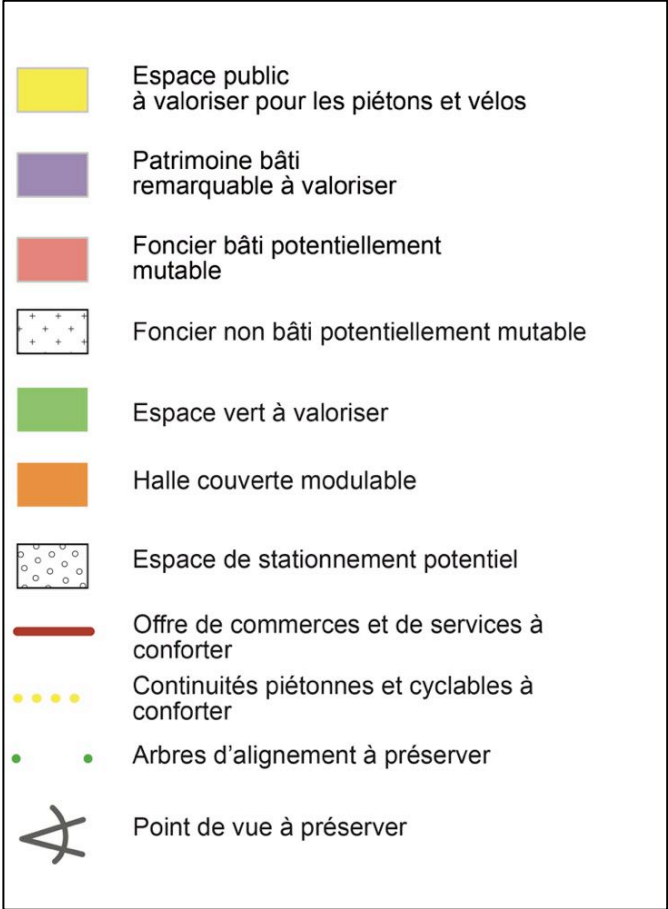 Espace public
à valoriser pour les piétons et vélos
Patrimoine bâti
remarquable à valoriser
Foncier bâti potentiellement
mutable
Foncier non bâti potentiellement mutable
Espace vert à valoriser
Halle couverte modulable
Espace de stationnement potentiel
Offre de commerces et de services à
conforter
Continuités piétonnes et cyclables à
conforter
Arbres d'alignement à préserver
Point de vue à préserver